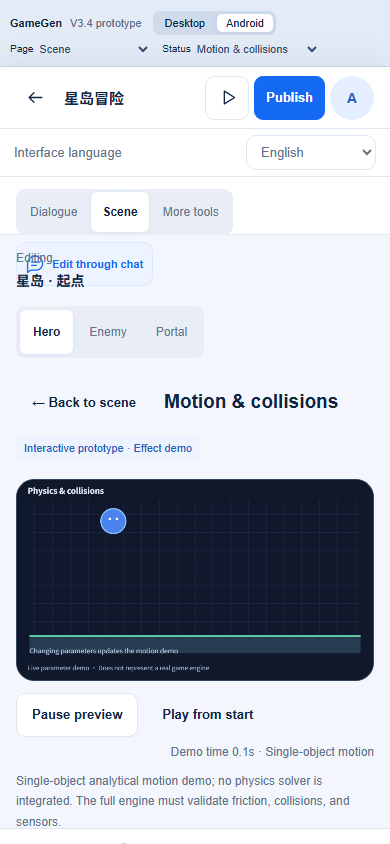 GameGen V3.4 prototype Desktop Android
Page Scene Status Motion & collisions
星岛冒险 Publish A
Interface language English
Dialogue Scene More tools
Editing
Edit through chat
星岛 · 起点
Hero Enemy Portal
← Back to scene Motion & collisions
Interactive prototype · Effect demo
Physics & collisions
Changing parameters updates the motion demo
Live parameter demo • Does not represent a real game engine
Pause preview Play from start
Demo time 0.1s · Single-object motion
Single-object analytical motion demo; no physics solver is
integrated. The full engine must validate friction, collisions, and
sensors.